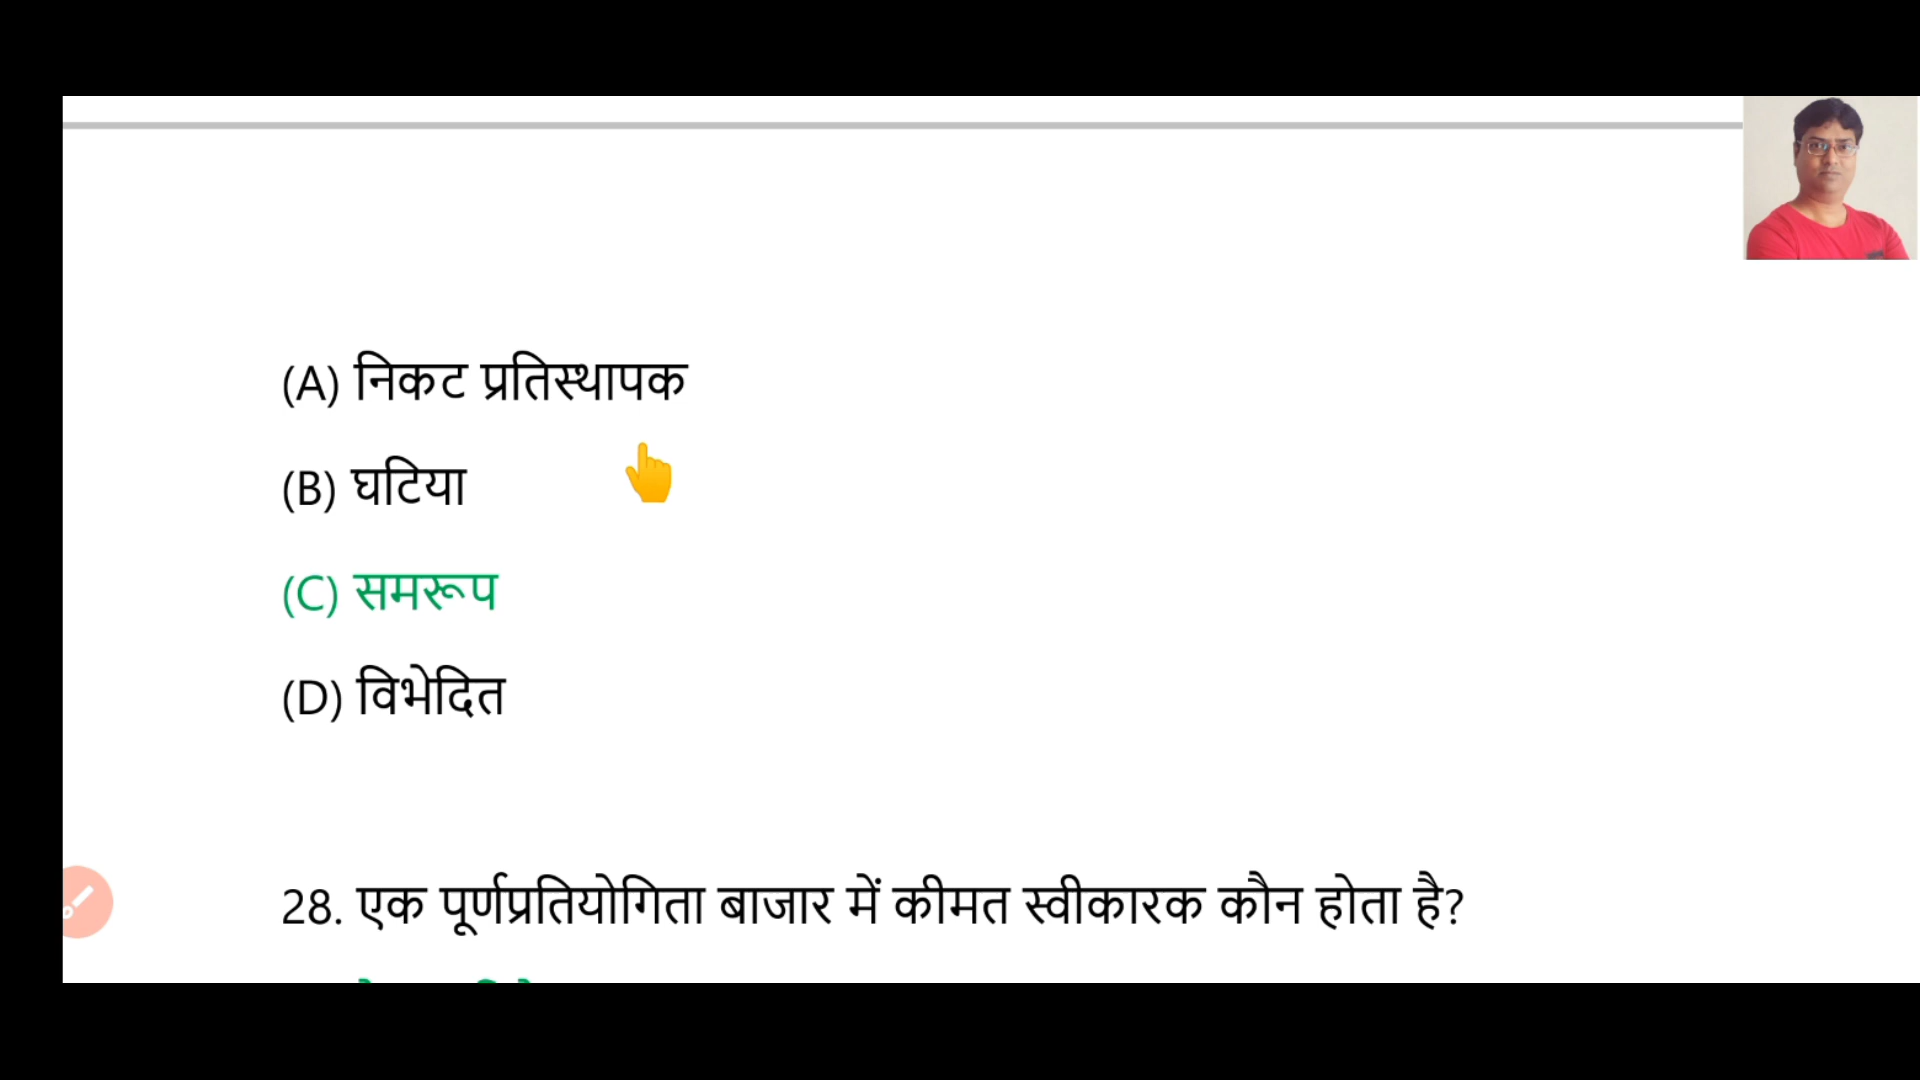 (A) निकट प्रतिस्थापक
(B) घटिया
(C) समरूप
(D) विभेदित
28. एक पूर्णप्रतियोगिता बाजार में कीमत स्वीकारक कौन होता है?